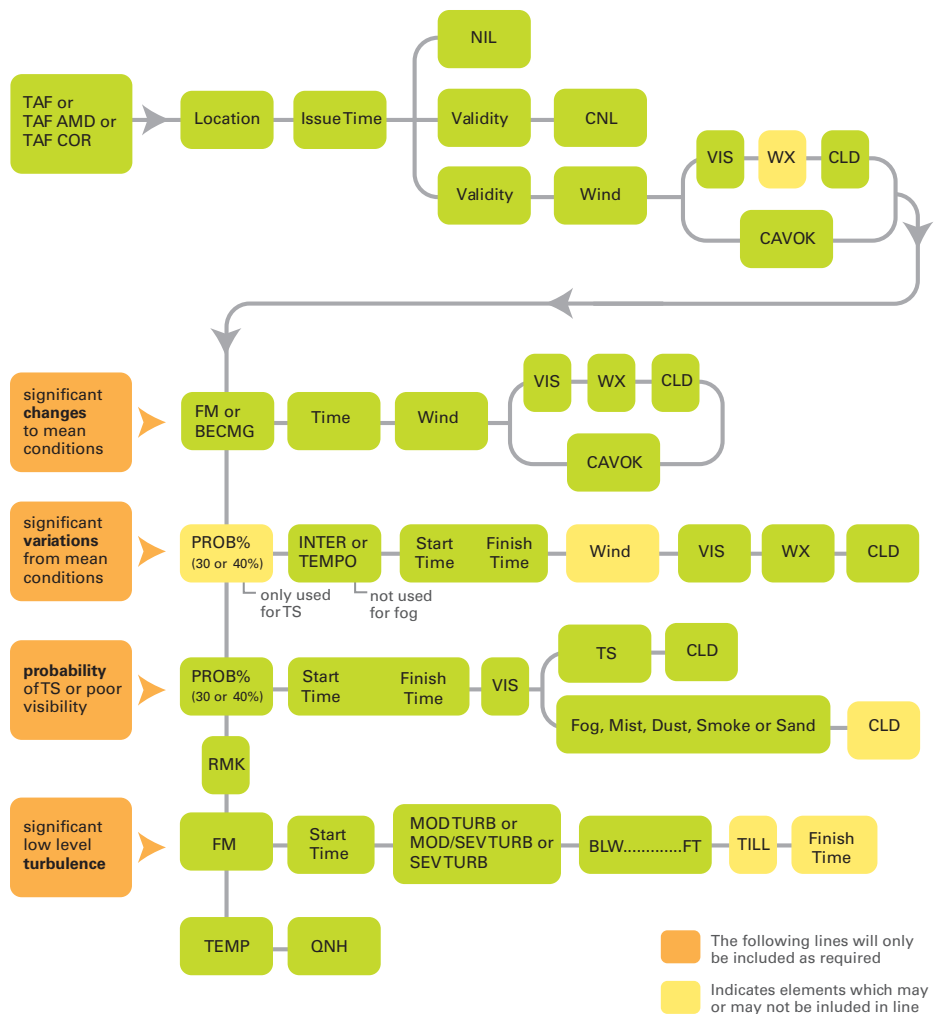 NIL
TAF or
TAF AMD or
TAF COR
Location
Issue Time
Validity
CNL
Validity
Wind
VIS
WX
CLD
CAVOK
significant
changes
to mean
conditions
FM or
BECMG
Time
Wind
VIS
WX
CLD
CAVOK
significant
variations
from mean
conditions
PROB%
(30 or 40%)
INTER or
TEMPO
Start
Time
Finish
Time
Wind
VIS
WX
CLD
only used
for TS
not used
for fog
probability
of TS or poor
visibility
PROB%
(30 or 40%)
Start
Time
Finish
Time
VIS
TS
CLD
Fog, Mist, Dust, Smoke or Sand
CLD
RMK
significant
low level
turbulence
FM
Start
Time
MOD TURB or
MOD/SEV TURB or
SEV TURB
BLW.............FT
TILL
Finish
Time
TEMP
QNH
The following lines will only
be included as required
Indicates elements which may
or may not be inluded in line